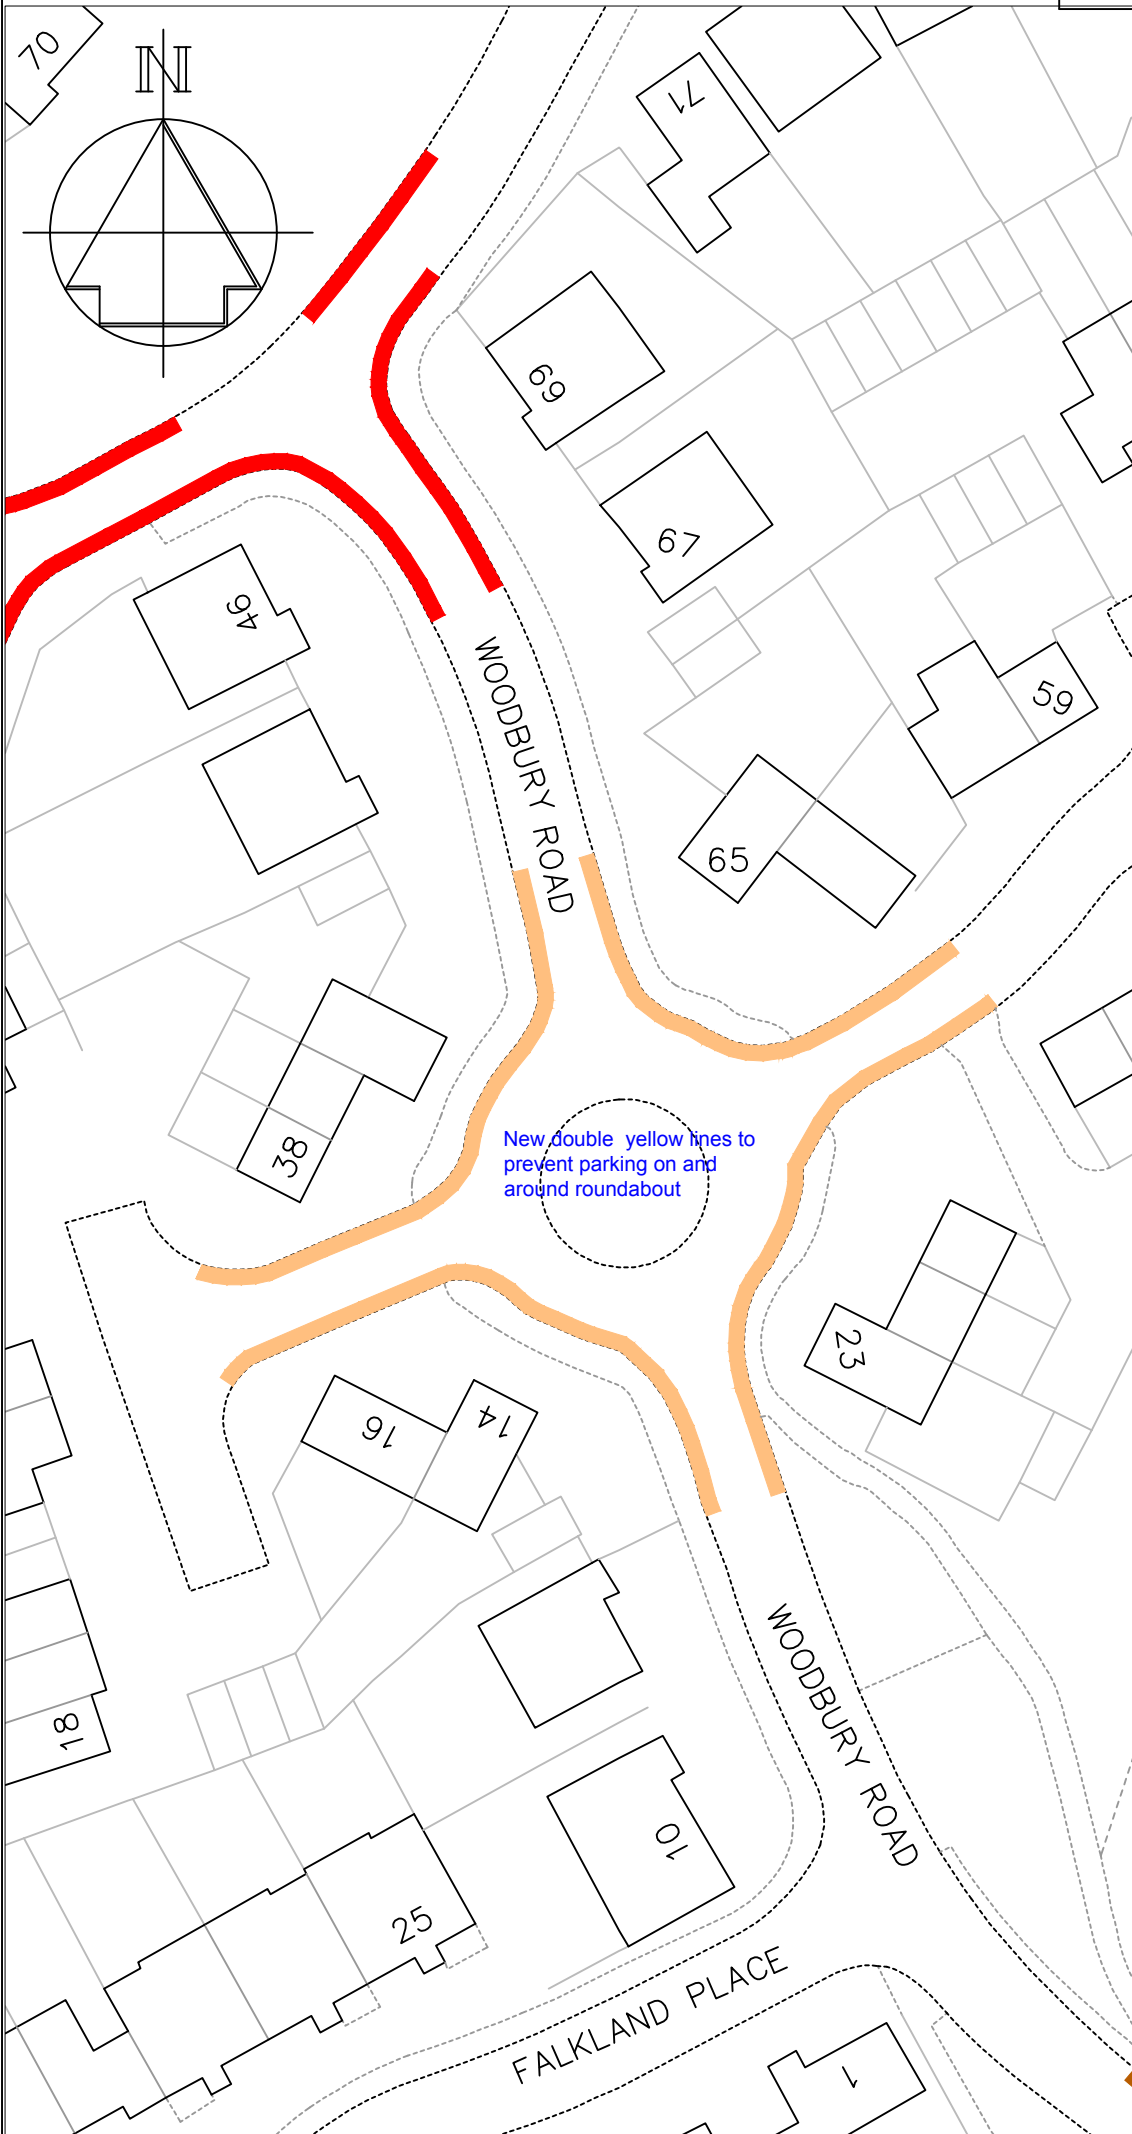 70
N
71
69
67
46
59
WOODBURY ROAD
65
38
New double yellow lines to
prevent parking on and
around roundabout
23
16
14
WOODBURY ROAD
18
10
25
FALKLAND PLACE
1